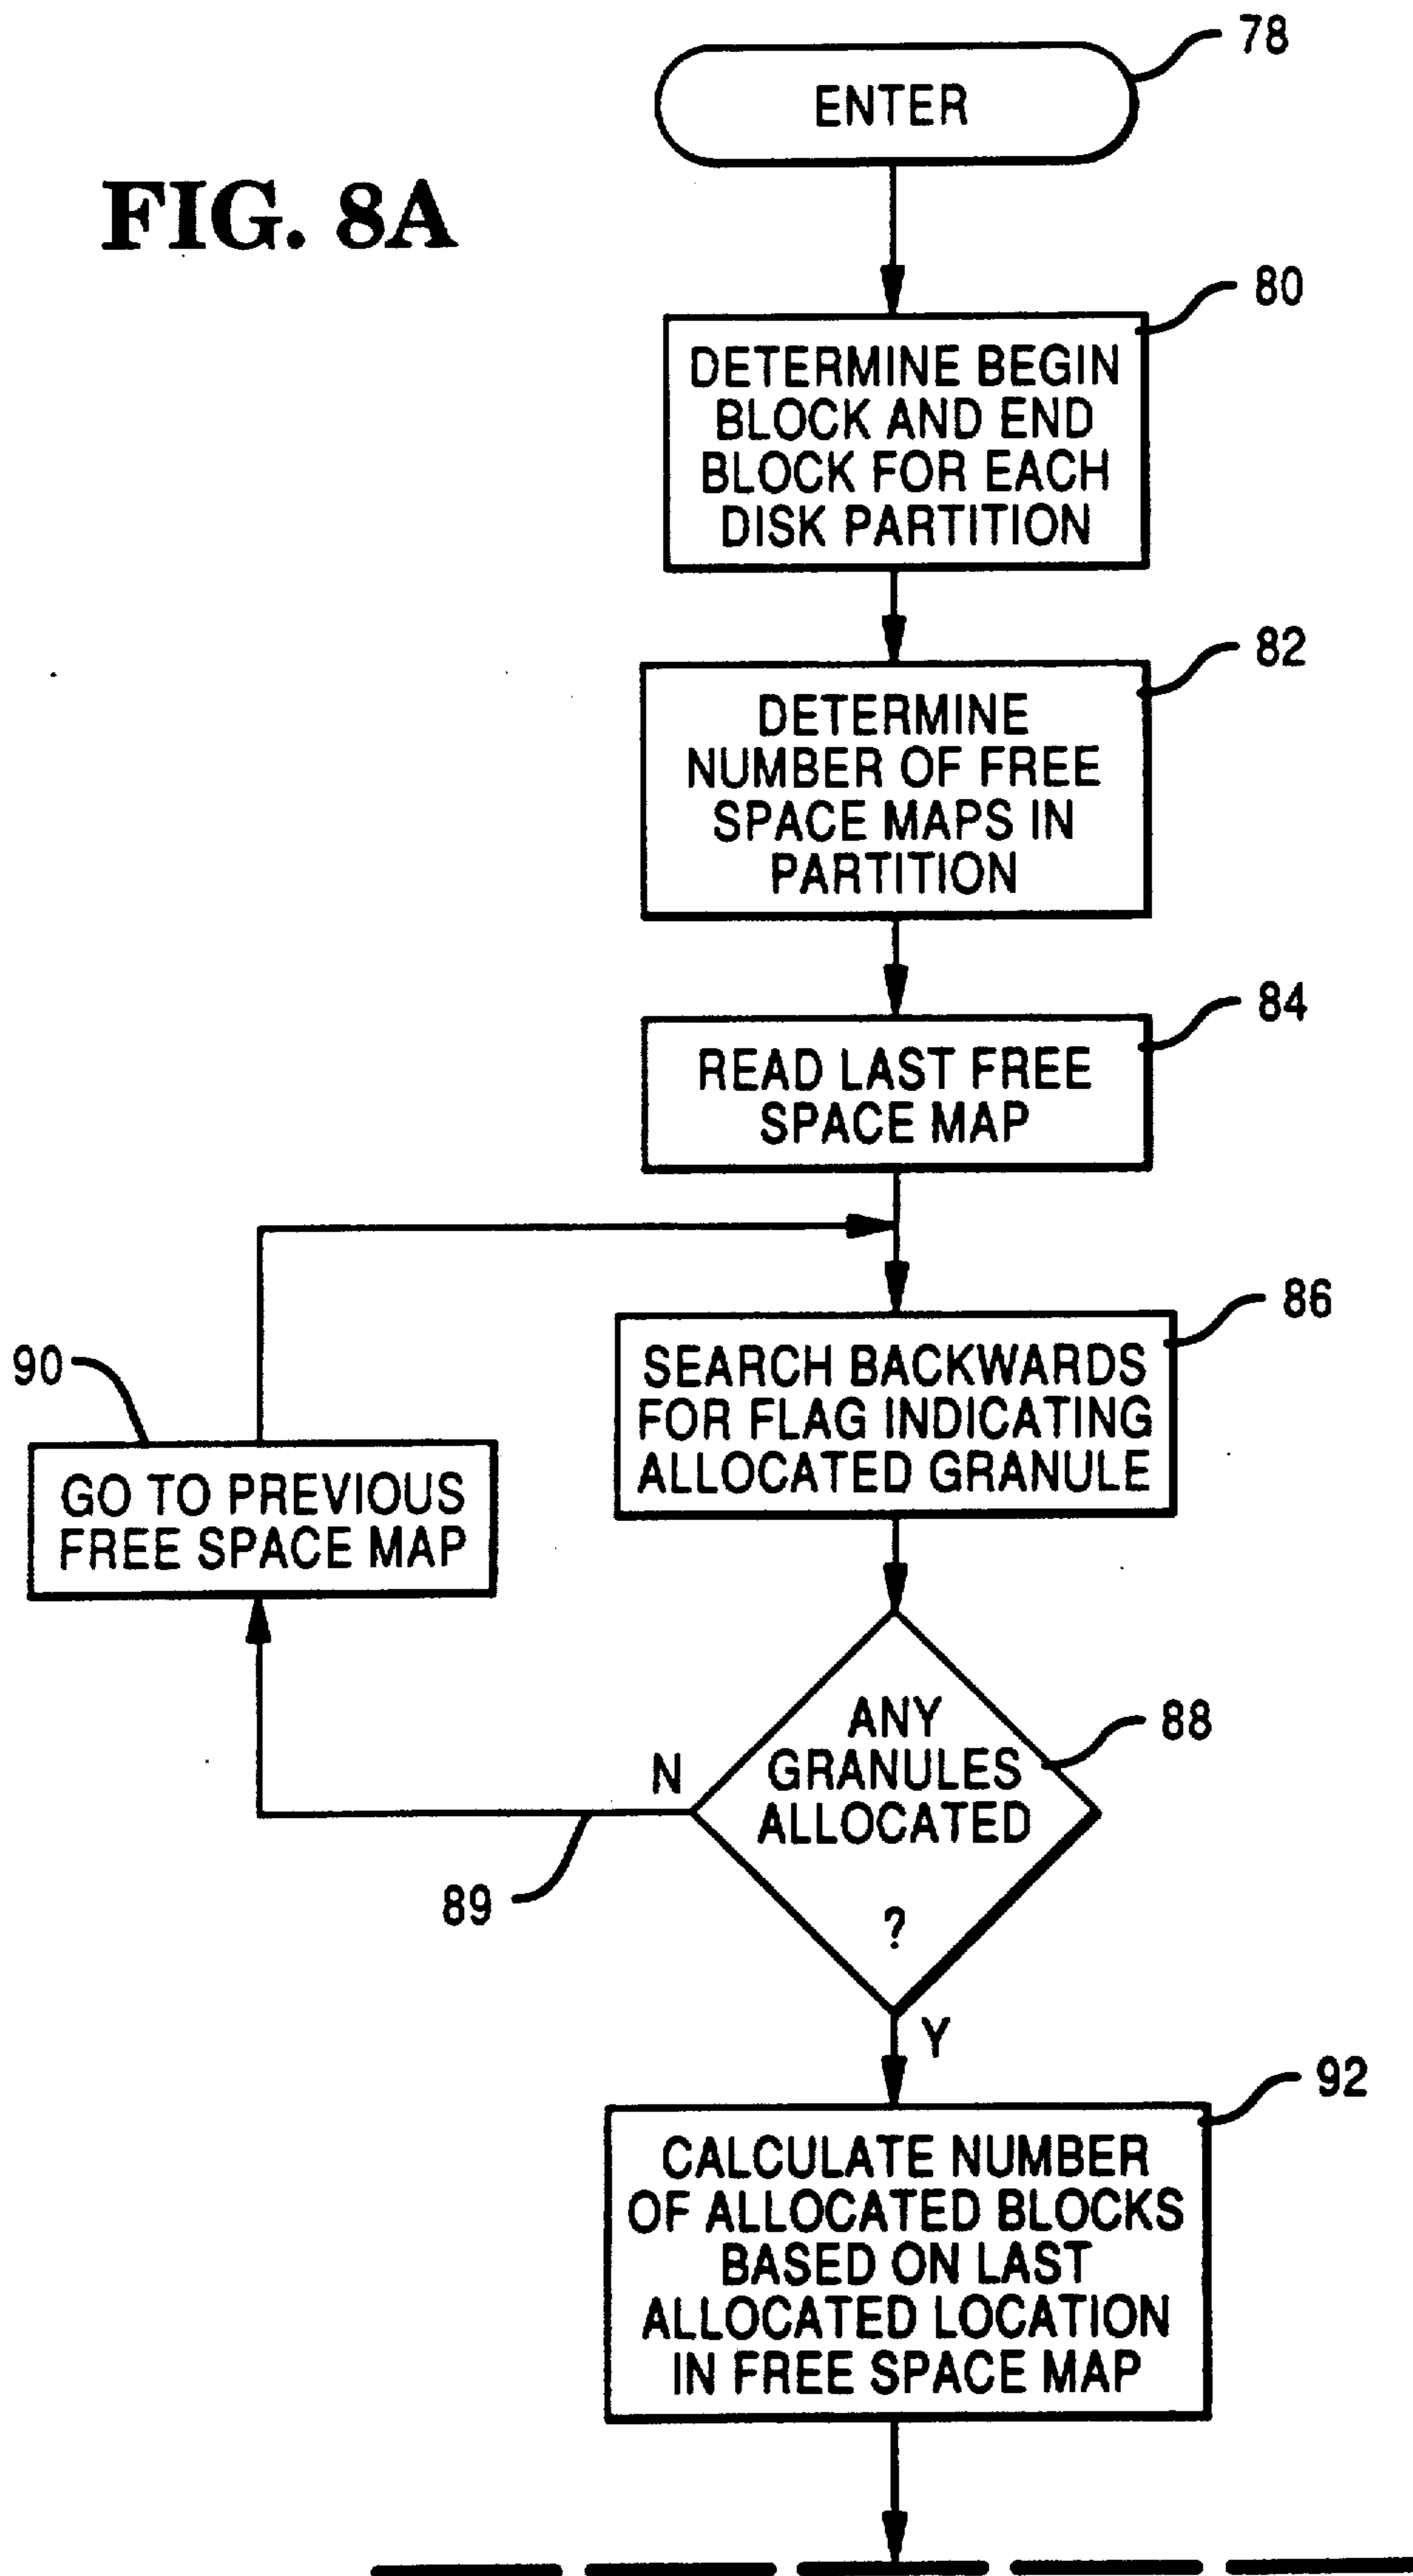 FIG. 8A
78
ENTER
80
DETERMINE BEGIN
BLOCK AND END
BLOCK FOR EACH
DISK PARTITION
82
DETERMINE
NUMBER OF FREE
SPACE MAPS IN
PARTITION
84
READ LAST FREE
SPACE MAP
86
SEARCH BACKWARDS
FOR FLAG INDICATING
ALLOCATED GRANULE
90
GO TO PREVIOUS
FREE SPACE MAP
88
ANY
GRANULES
ALLOCATED
?
N
89
Y
92
CALCULATE NUMBER
OF ALLOCATED BLOCKS
BASED ON LAST
ALLOCATED LOCATION
IN FREE SPACE MAP